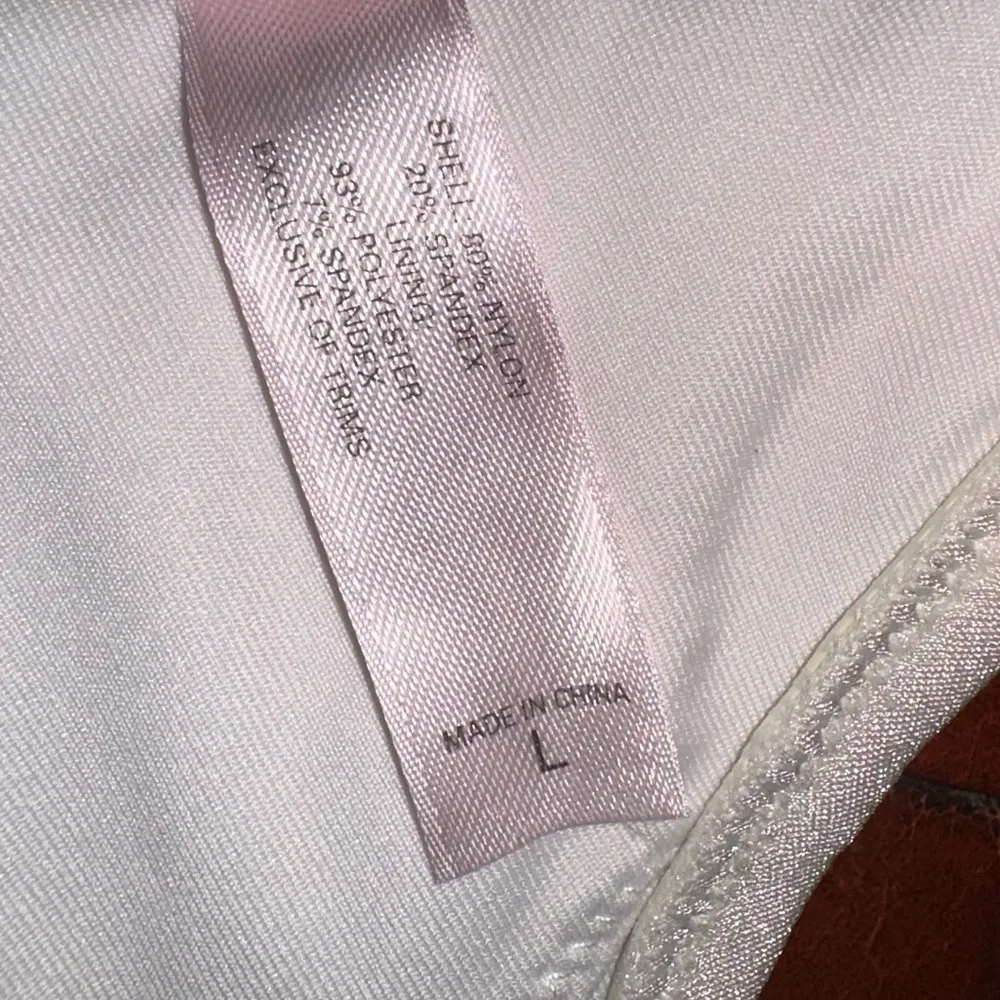 SHELL: 80% NYLON
20% SPANDEX
LINING:
93% POLYESTER
7% SPANDEX
EXCLUSIVE OF TRIMS
MADE IN CHINA
L